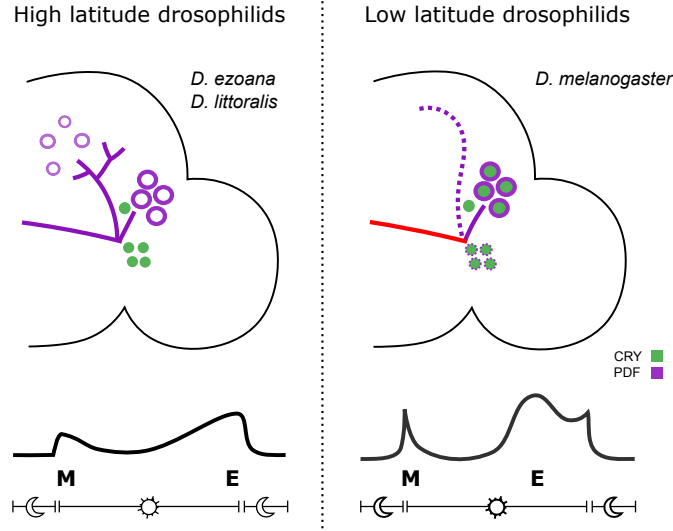 High latitude drosophilids
Low latitude drosophilids
D. ezoana
D. littoralis
D. melanogaster
CRY
PDF
M
E
M
E